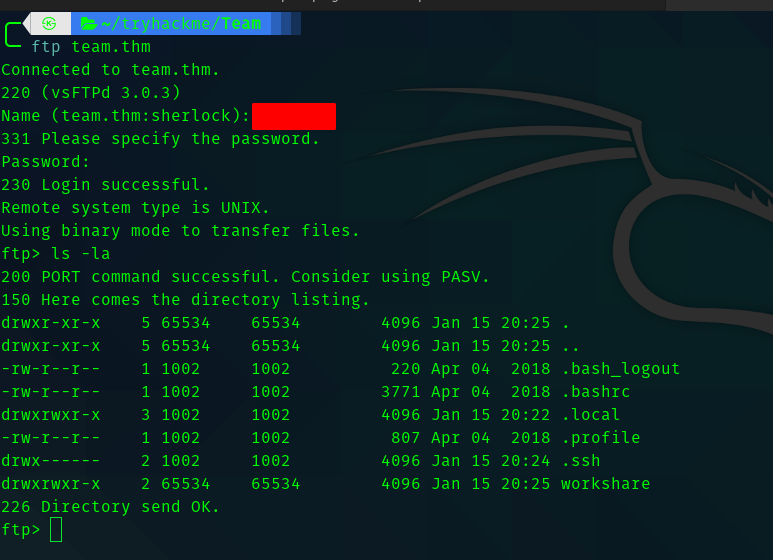 ~/tryhackme/Team
ftp team.thm
Connected to team.thm.
220 (vsFTPd 3.0.3)
Name (team.thm:sherlock):
331 Please specify the password.
Password:
230 Login successful.
Remote system type is UNIX.
Using binary mode to transfer files.
ftp> ls -la
200 PORT command successful. Consider using PASV.
150 Here comes the directory listing.
drwxr-xr-x    5 65534    65534        4096 Jan 15 20:25 .
drwxr-xr-x    5 65534    65534        4096 Jan 15 20:25 ..
-rw-r--r--    1 1002     1002          220 Apr 04  2018 .bash_logout
-rw-r--r--    1 1002     1002         3771 Apr 04  2018 .bashrc
drwxrwxr-x    3 1002     1002         4096 Jan 15 20:22 .local
-rw-r--r--    1 1002     1002          807 Apr 04  2018 .profile
drwx------    2 1002     1002         4096 Jan 15 20:24 .ssh
drwxrwxr-x    2 65534    65534        4096 Jan 15 20:25 workshare
226 Directory send OK.
ftp>